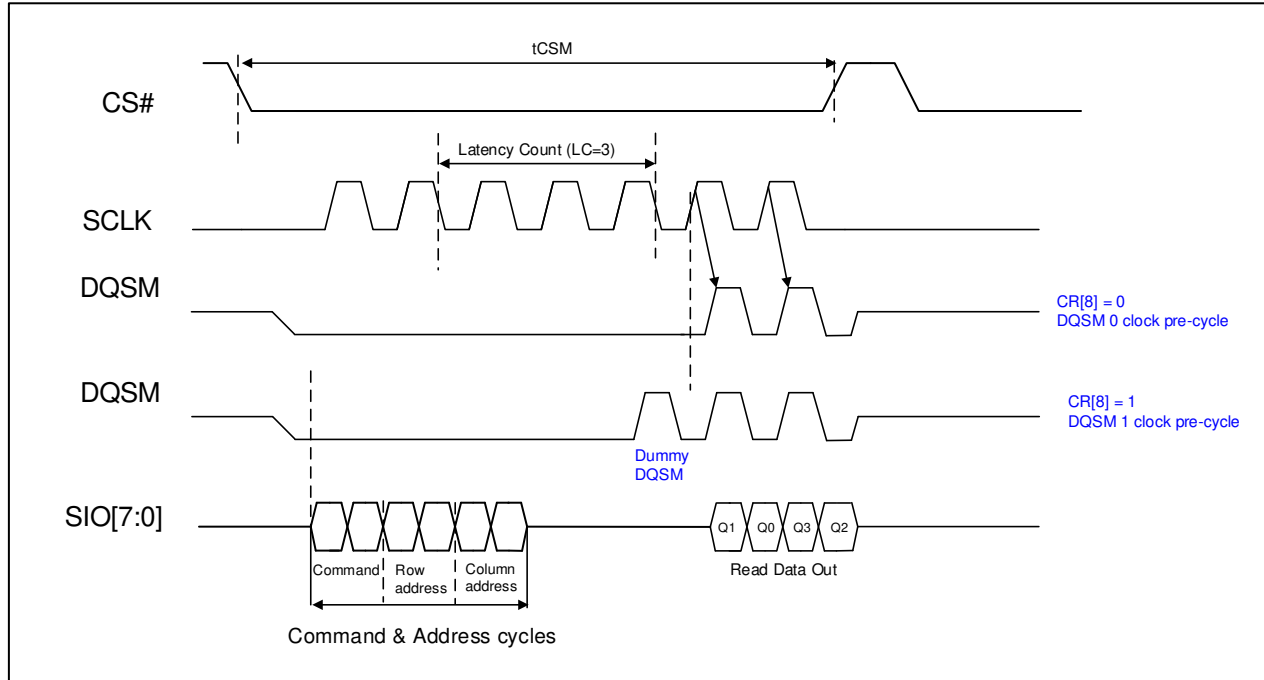 tCSM
CS#
Latency Count (LC=3)
SCLK
DQSM
CR[8] = 0
DQSM 0 clock pre-cycle
DQSM
CR[8] = 1
DQSM 1 clock pre-cycle
Dummy
DQSM
SIO[7:0]
Q1 Q0 Q3 Q2
Command
Row
address
Column
address
Read Data Out
Command & Address cycles